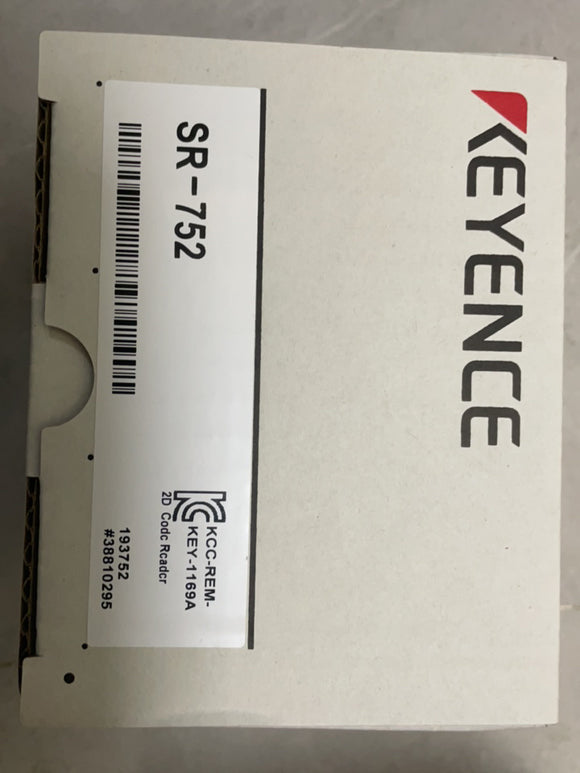 KEYENCE
SR-752
KCC-REM-
KEY-1169A
2D Code Reader
193752
#38810295